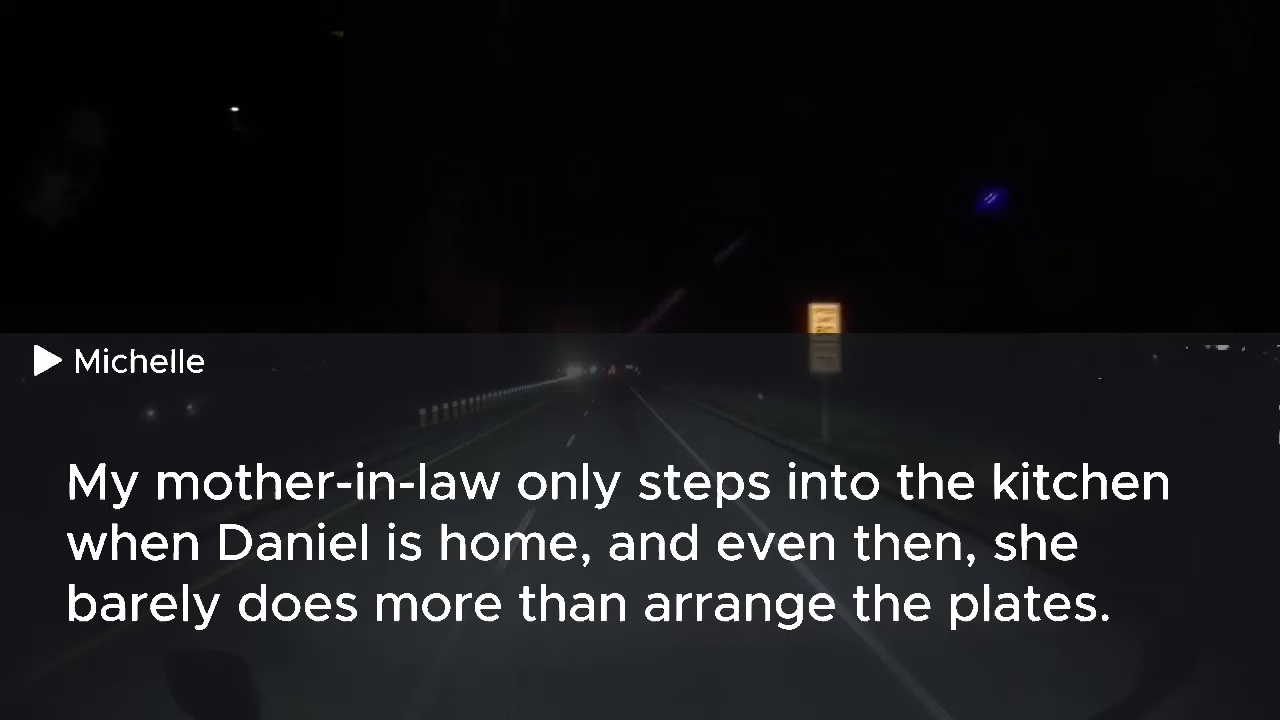 Michelle
My mother-in-law only steps into the kitchen
when Daniel is home, and even then, she
barely does more than arrange the plates.